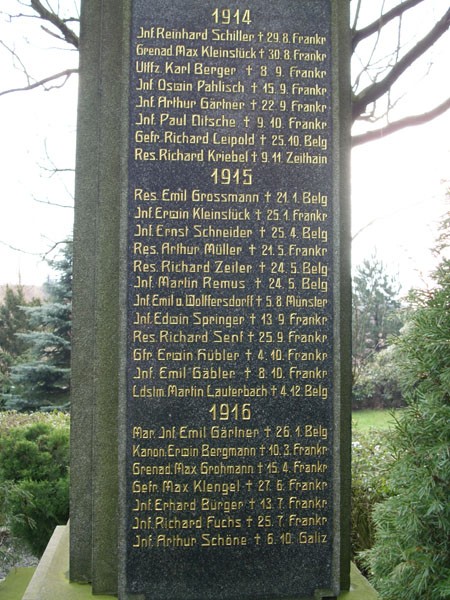 1914
Jnf. Reinhard Schiller † 29. 8. Frankr
Grenad. Max Kleinstück † 30. 8. Frankr
Utffz. Karl Berger † 8. 9. Frankr
Jnf. Oswin Pahlisch † 15. 9. Frankr
Jnf. Arthur Gärtner † 22. 9. Frankr
Jnf. Paul Nitsche † 9. 10. Frankr
Gefr. Richard Leipold † 25. 10. Belg
Res. Richard Kriebel † 9. 11. Zeithain
1915
Res. Emil Grossmann † 21. 1. Belg
Jnf. Erwin Kleinstück † 25. 1. Frankr
Jnf. Ernst Schneider † 25. 4. Belg
Res. Arthur Müller † 21. 5. Frankr
Res. Richard Zeiler † 24. 5. Belg
Jnf. Martin Remus † 24. 5. Belg
Jnf. Emil v. Wolffersdorff † 5. 8. Münster
Jnf. Edwin Springer † 13. 9. Frankr
Res. Richard Senf † 25. 9. Frankr
Gfr. Erwin Hübler † 4. 10. Frankr
Jnf. Emil Gäbler † 8. 10. Frankr
Ldstm. Martin Lauterbach † 4. 12. Belg
1916
Mar. Jnf. Emil Gärtner † 26. 1. Belg
Kanon. Erwin Bergmann † 10. 3. Frankr
Grenad. Max Grohmann † 15. 4. Frankr
Gefr. Max Klengel † 27. 6. Frankr
Jnf. Erhard Burger † 13. 7. Frankr
Jnf. Richard Fuchs † 25. 7. Frankr
Jnf. Arthur Schöne † 6. 10. Galiz